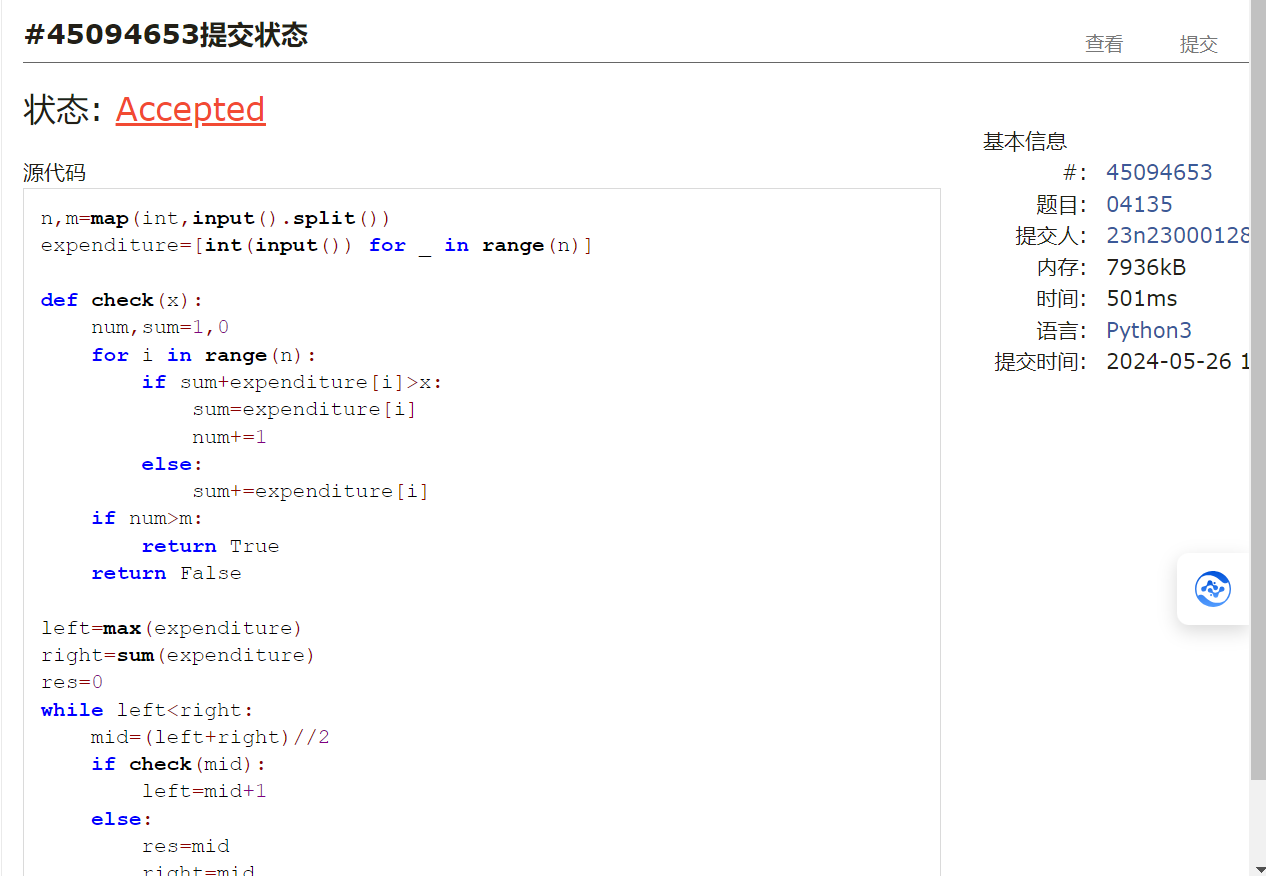 #45094653提交状态
查看 提交
状态: Accepted
源代码
n,m=map(int,input().split())
expenditure=[int(input()) for _ in range(n)]
def check(x):
    num,sum=1,0
    for i in range(n):
        if sum+expenditure[i]>x:
            sum=expenditure[i]
            num+=1
        else:
            sum+=expenditure[i]
    if num>m:
        return True
    return False
left=max(expenditure)
right=sum(expenditure)
res=0
while left<right:
    mid=(left+right)//2
    if check(mid):
        left=mid+1
    else:
        res=mid
        right=mid
基本信息
#: 45094653
题目: 04135
提交人: 23n23000128
内存: 7936kB
时间: 501ms
语言: Python3
提交时间: 2024-05-26 1